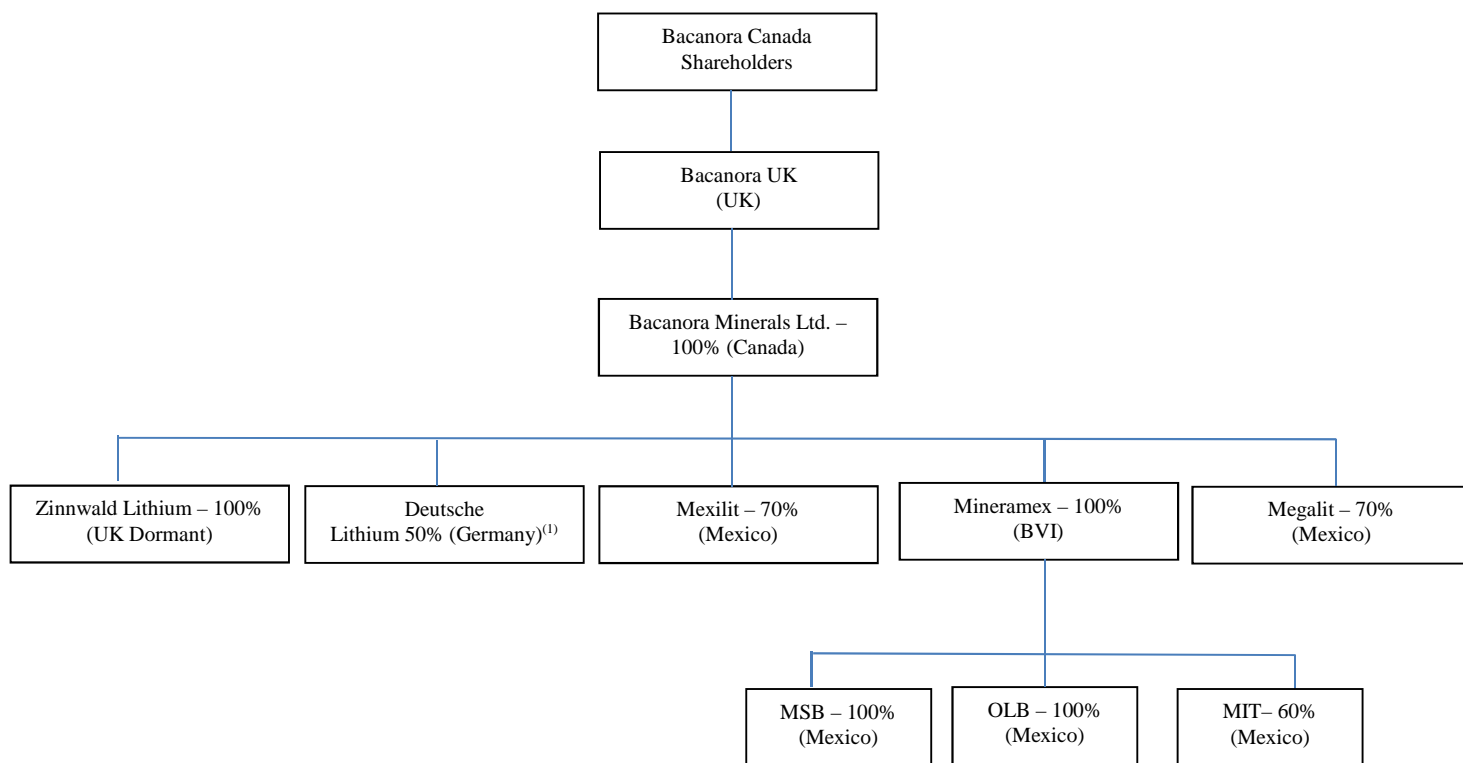 Bacanora Canada
Shareholders
Bacanora UK
(UK)
Bacanora Minerals Ltd. –
100% (Canada)
Zinnwald Lithium – 100%
(UK Dormant)
Deutsche
Lithium 50% (Germany)(1)
Mexilit – 70%
(Mexico)
Mineramex – 100%
(BVI)
Megalit – 70%
(Mexico)
MSB – 100%
(Mexico)
OLB – 100%
(Mexico)
MIT– 60%
(Mexico)